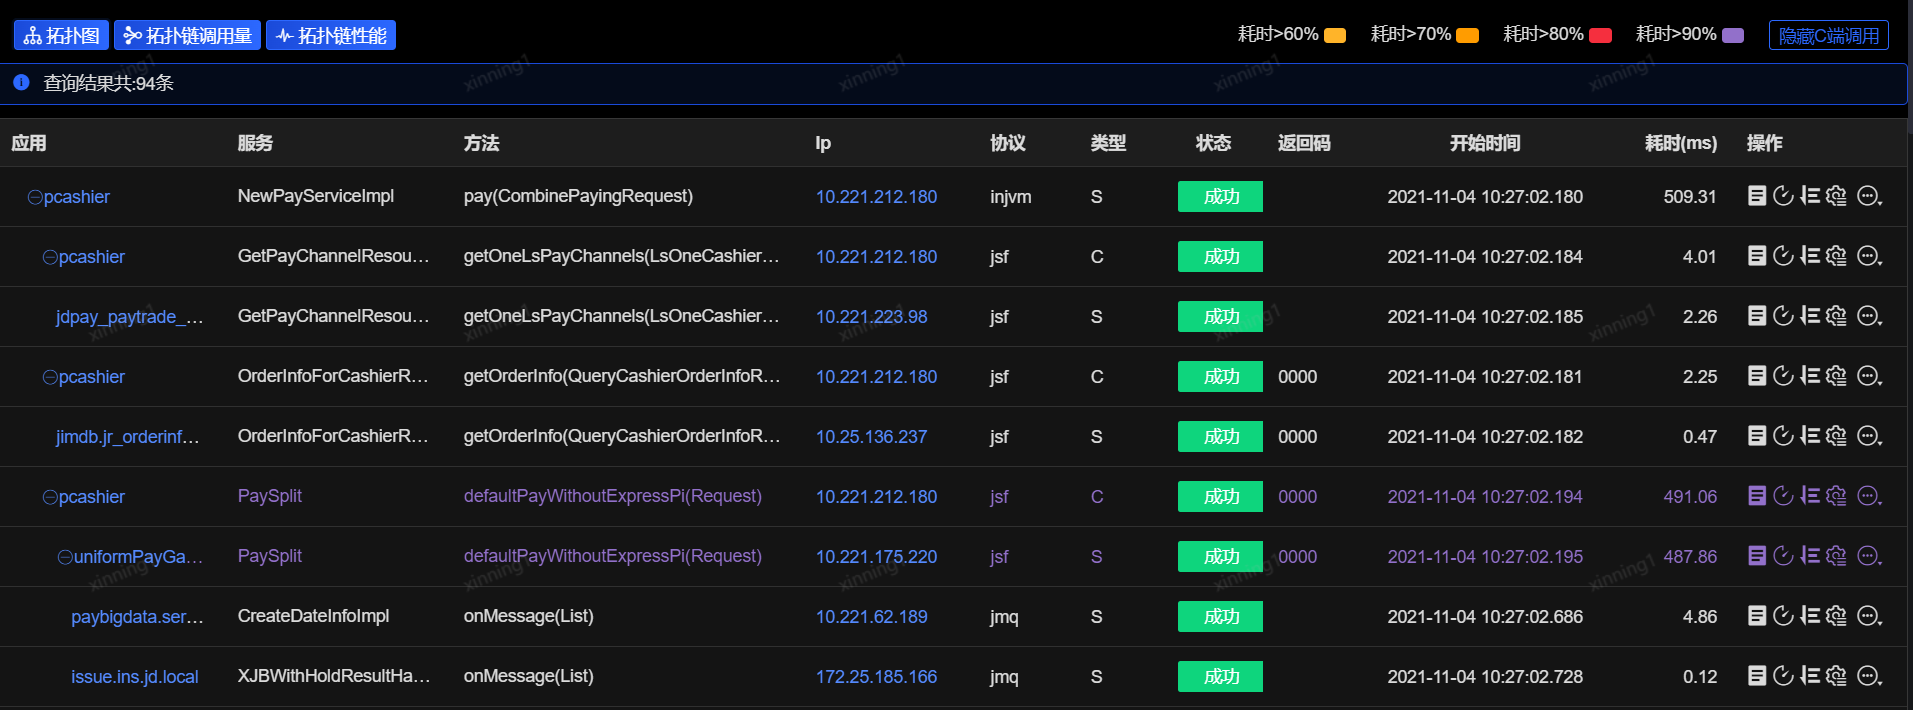 拓扑图 拓扑链调用量 拓扑链性能 耗时>60% 耗时>70% 耗时>80% 耗时>90% 隐藏C端调用
查询结果共:94条
应用 服务 方法 Ip 协议 类型 状态 返回码 开始时间 耗时(ms) 操作
pcashier NewPayServiceImpl pay(CombinePayingRequest) 10.221.212.180 injvm S 成功 2021-11-04 10:27:02.180 509.31
pcashier GetPayChannelResou… getOneLsPayChannels(LsOneCashier… 10.221.212.180 jsf C 成功 2021-11-04 10:27:02.184 4.01
jdpay_paytrade_… GetPayChannelResou… getOneLsPayChannels(LsOneCashier… 10.221.223.98 jsf S 成功 2021-11-04 10:27:02.185 2.26
pcashier OrderInfoForCashierR… getOrderInfo(QueryCashierOrderInfoR… 10.221.212.180 jsf C 成功 0000 2021-11-04 10:27:02.181 2.25
jimdb.jr_orderinf… OrderInfoForCashierR… getOrderInfo(QueryCashierOrderInfoR… 10.25.136.237 jsf S 成功 0000 2021-11-04 10:27:02.182 0.47
pcashier PaySplit defaultPayWithoutExpressPi(Request) 10.221.212.180 jsf C 成功 0000 2021-11-04 10:27:02.194 491.06
uniformPayGa… PaySplit defaultPayWithoutExpressPi(Request) 10.221.175.220 jsf S 成功 0000 2021-11-04 10:27:02.195 487.86
paybigdata.ser… CreateDateInfoImpl onMessage(List) 10.221.62.189 jmq S 成功 2021-11-04 10:27:02.686 4.86
issue.ins.jd.local XJBWithHoldResultHa… onMessage(List) 172.25.185.166 jmq S 成功 2021-11-04 10:27:02.728 0.12
xinning1 xinning1 xinning1 xinning1
xinning1 xinning1 xinning1 xinning1 xinning1
xinning1 xinning1 xinning1 xinning1 xinning1